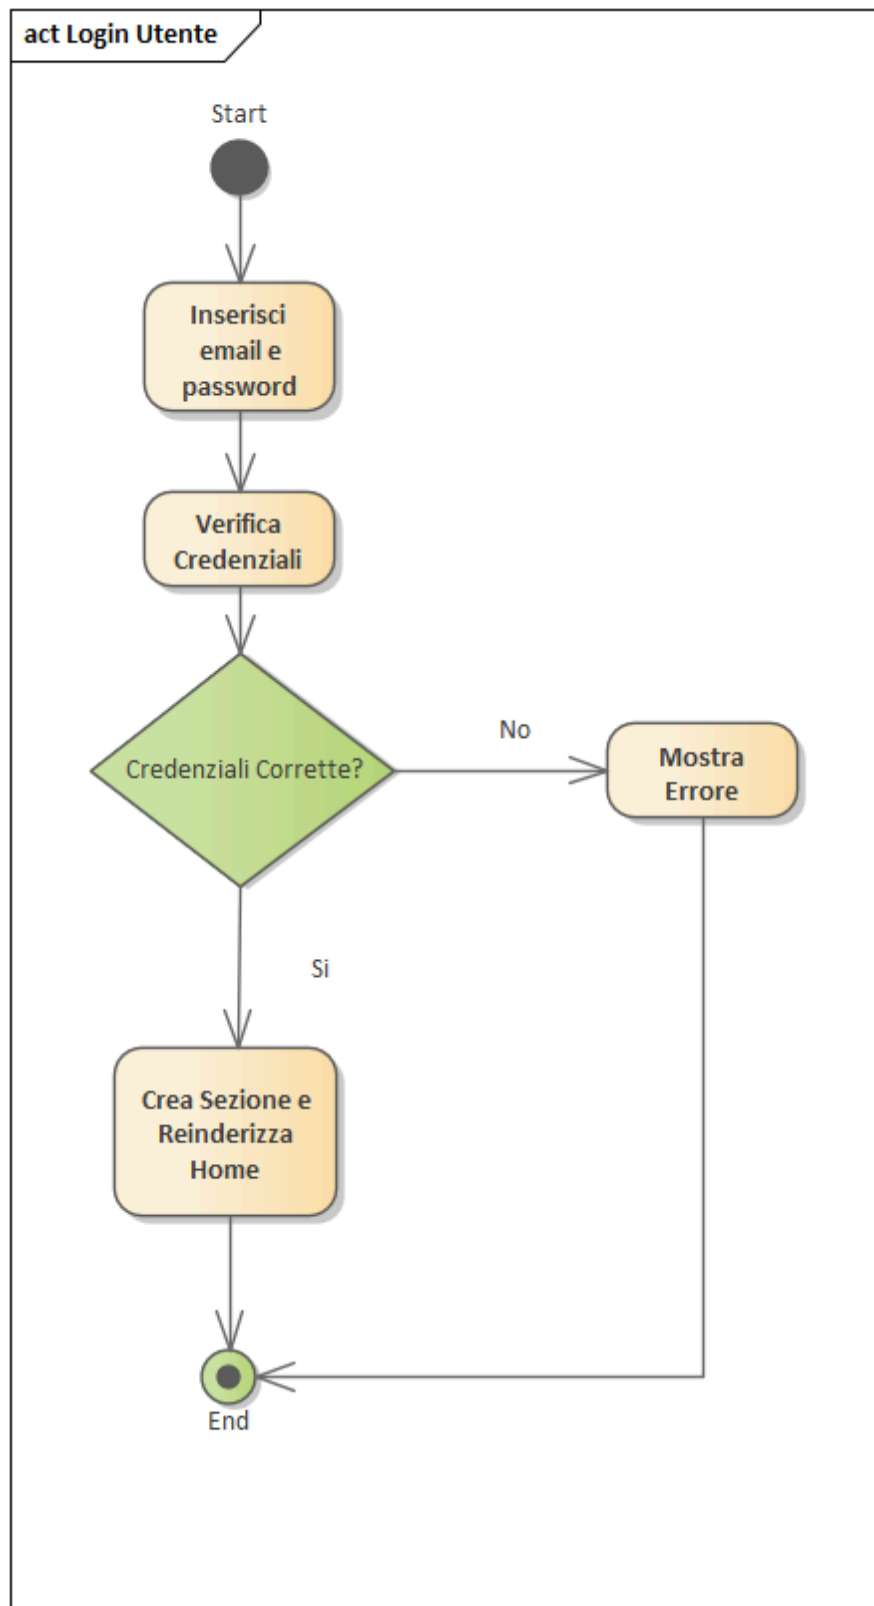 act Login Utente
Start
Inserisci
email e
password
Verifica
Credenziali
Credenziali Corrette?
No
Mostra
Errore
Si
Crea Sezione e
Reinderizza
Home
End